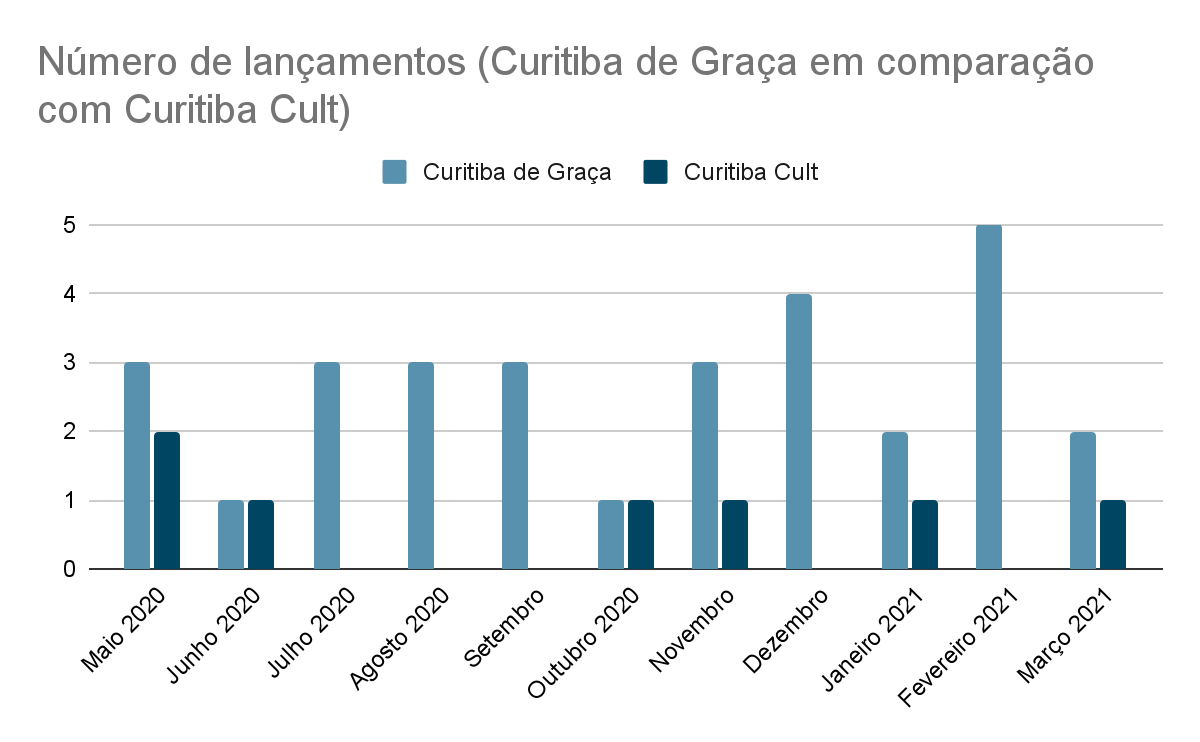 Número de lançamentos (Curitiba de Graça em comparação
com Curitiba Cult)
Curitiba de Graça
Curitiba Cult
5
4
3
2
1
0
Maio 2020
Junho 2020
Julho 2020
Agosto 2020
Setembro
Outubro 2020
Novembro
Dezembro
Janeiro 2021
Fevereiro 2021
Março 2021